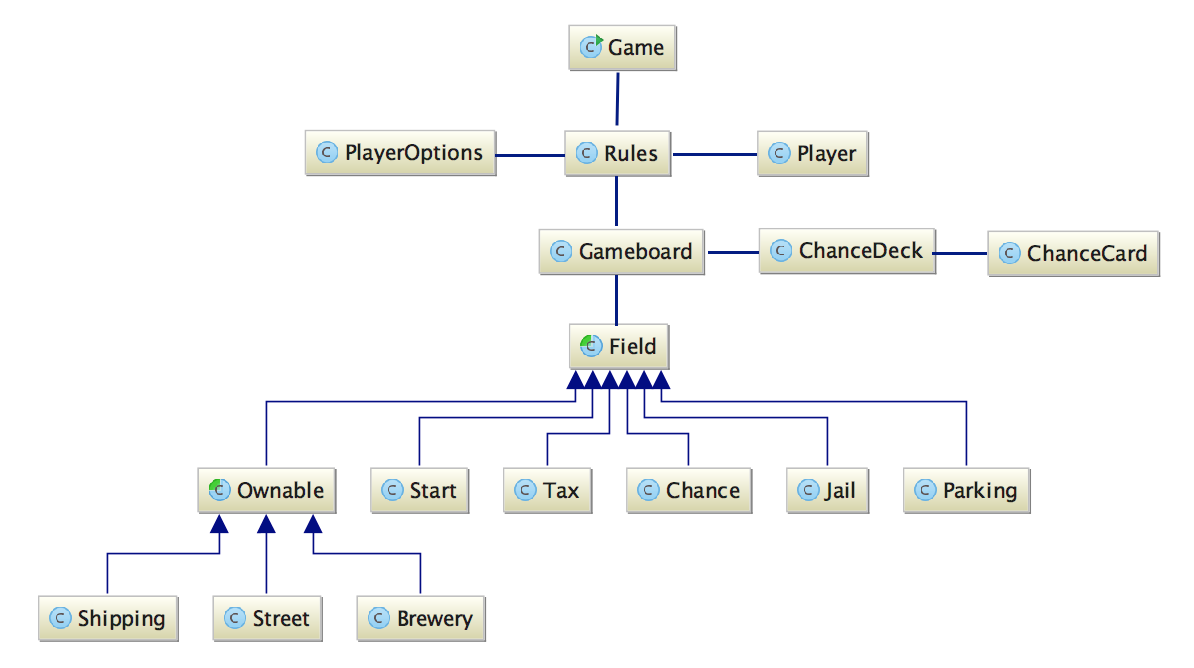 C Game
C PlayerOptions
C Rules
C Player
C Gameboard
C ChanceDeck
C ChanceCard
C Field
C Ownable
C Start
C Tax
C Chance
C Jail
C Parking
C Shipping
C Street
C Brewery